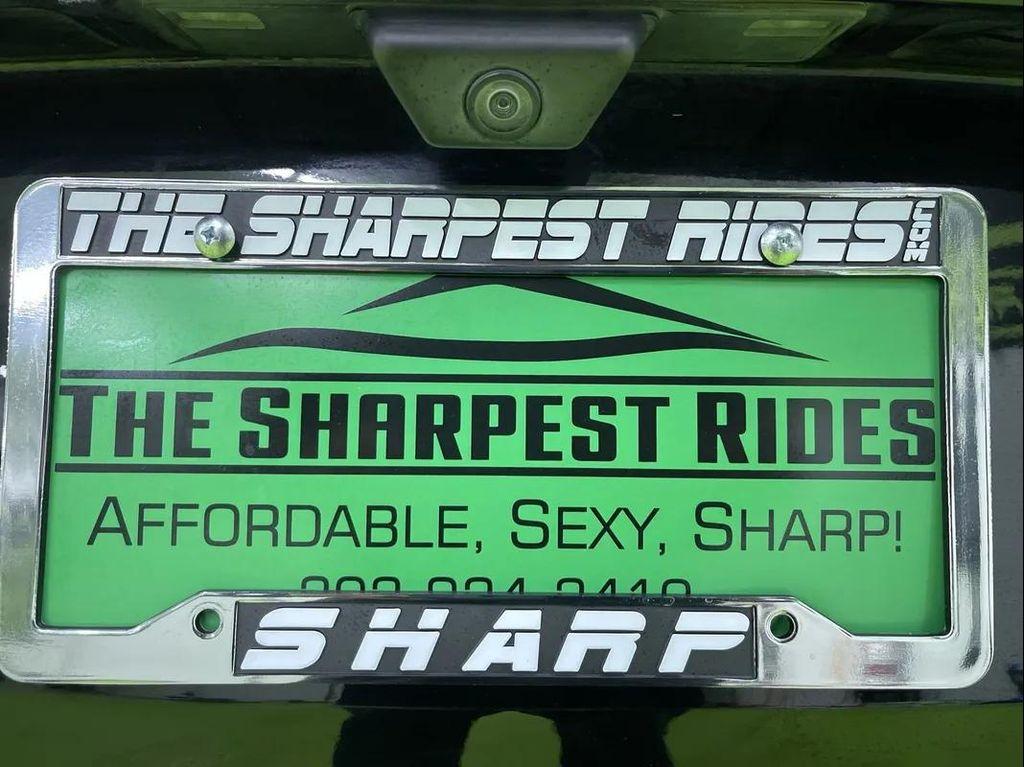 THE SHARPEST RIDES.COM
THE SHARPEST RIDES
AFFORDABLE, SEXY, SHARP!
SHARP